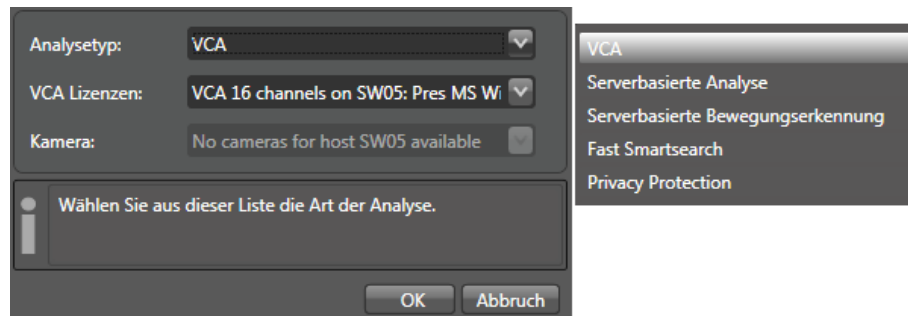 Analysetyp: VCA
VCA Lizenzen: VCA 16 channels on SW05: Pres MS Wi
Kamera: No cameras for host SW05 available
Wählen Sie aus dieser Liste die Art der Analyse.
OK Abbruch
VCA
Serverbasierte Analyse
Serverbasierte Bewegungserkennung
Fast Smartsearch
Privacy Protection